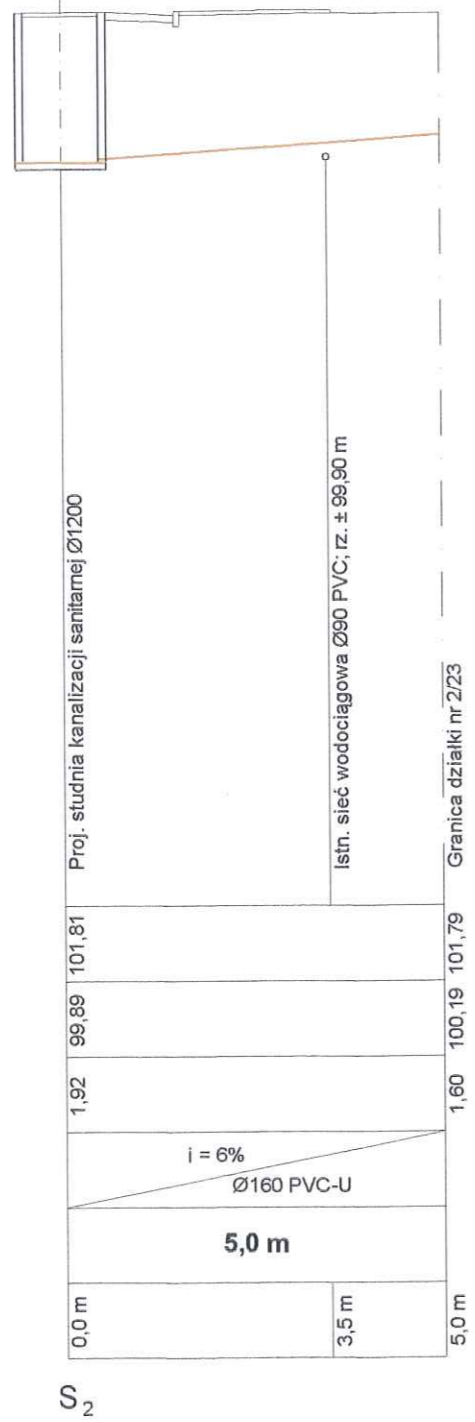 Proj. studnia kanalizacji sanitarnej Ø1200
Istn. sieć wodociągowa Ø90 PVC; rz. ± 99,90 m
Granica działki nr 2/23
101,81
101,79
99,89
100,19
1,92
1,60
i = 6%
Ø160 PVC-U
5,0 m
0,0 m
3,5 m
5,0 m
S2